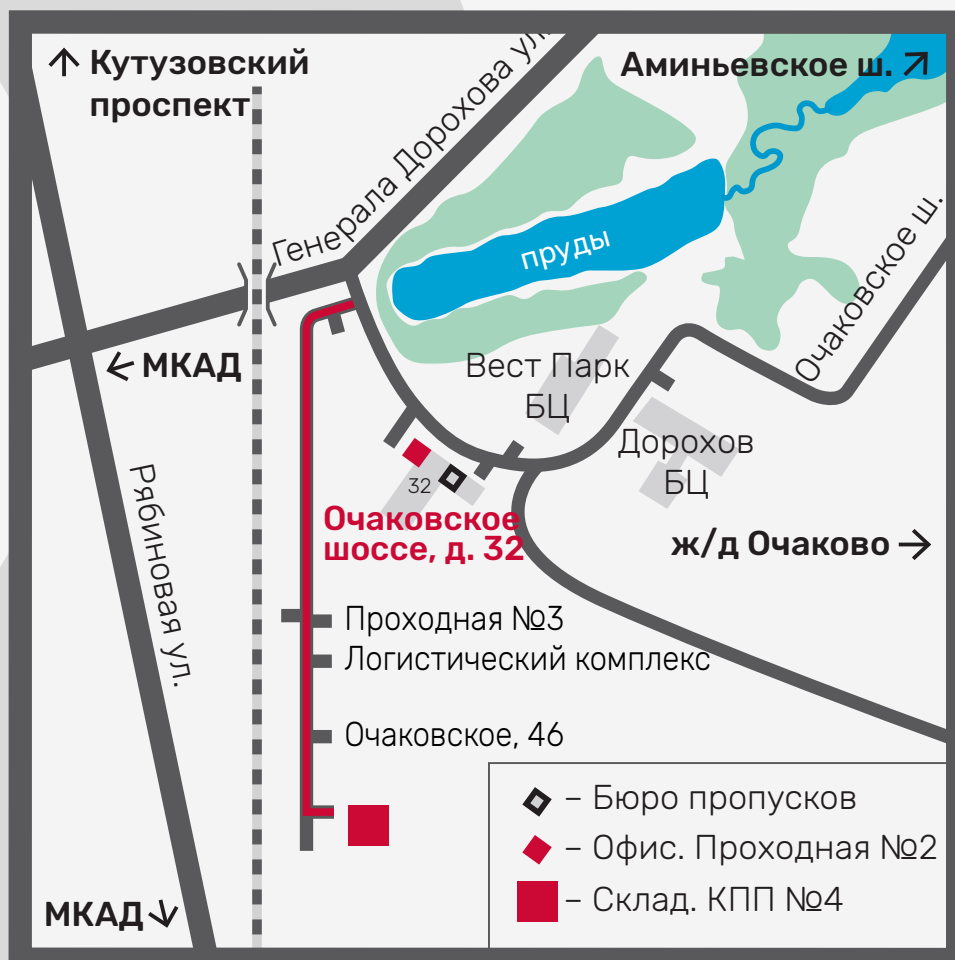 ↑ Кутузовский
проспект
Генерала Дорохова ул.
Аминьевское ш. ↗
пруды
Очаковское ш.
← МКАД
Вест Парк
БЦ
Дорохов
БЦ
32
Очаковское
шоссе, д. 32
ж/д Очаково →
Рябиновая ул.
Проходная №3
Логистический комплекс
Очаковское, 46
– Бюро пропусков
– Офис. Проходная №2
– Склад. КПП №4
МКАД ↓